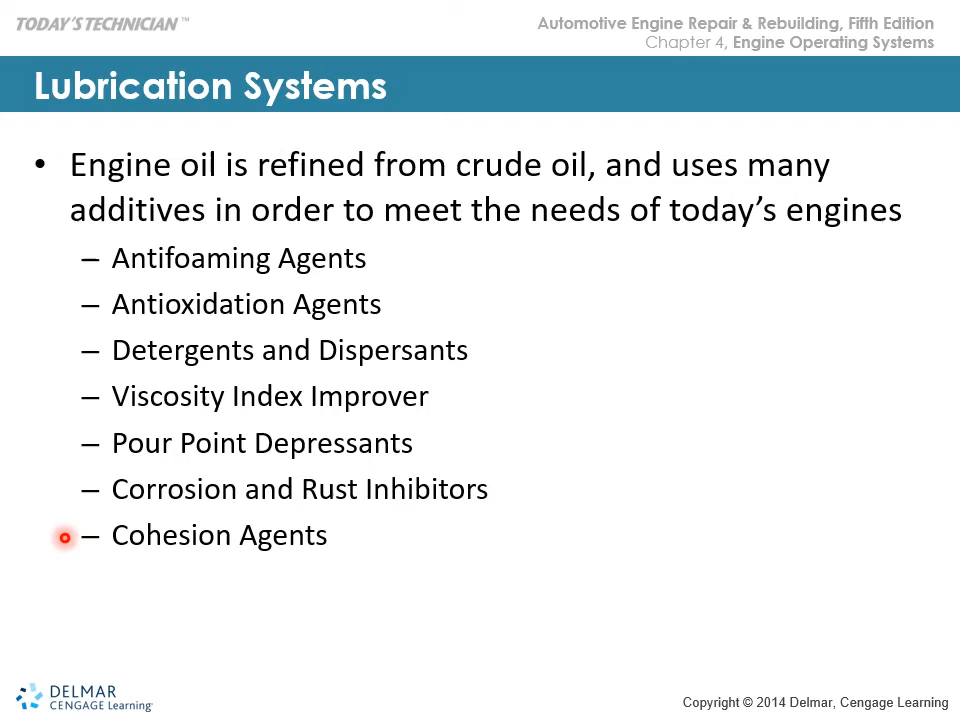 TODAY'S TECHNICIAN ™
Automotive Engine Repair & Rebuilding, Fifth Edition
Chapter 4, Engine Operating Systems
Lubrication Systems
• Engine oil is refined from crude oil, and uses many
additives in order to meet the needs of today’s engines
– Antifoaming Agents
– Antioxidation Agents
– Detergents and Dispersants
– Viscosity Index Improver
– Pour Point Depressants
– Corrosion and Rust Inhibitors
– Cohesion Agents
DELMAR
CENGAGE Learning
Copyright © 2014 Delmar, Cengage Learning